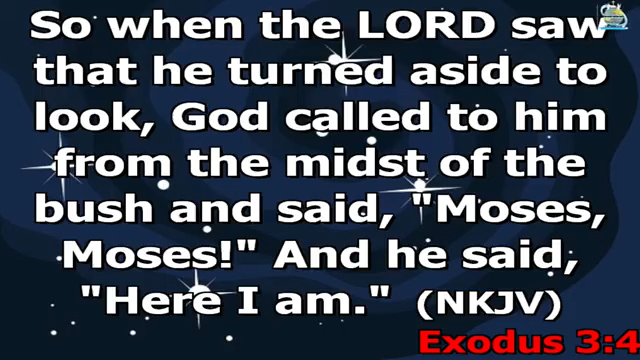 So when the LORD saw
that he turned aside to
look, God called to him
from the midst of the
bush and said, "Moses,
Moses!" And he said,
"Here I am." (NKJV)
Exodus 3:4